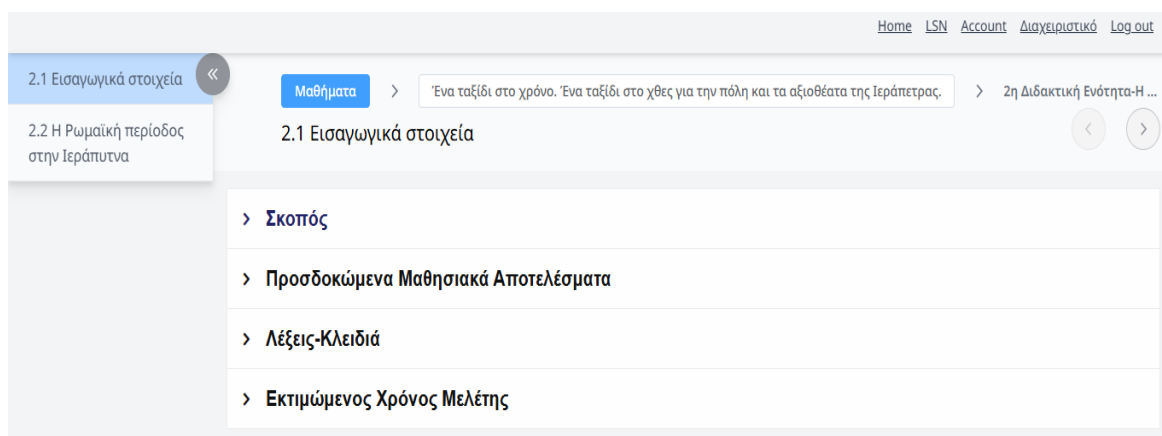 Home LSN Account Διαχειριστικό Log out
2.1 Εισαγωγικά στοιχεία
2.2 Η Ρωμαϊκή περίοδος
στην Ιεράπυτνα
Μαθήματα > Ένα ταξίδι στο χρόνο. Ένα ταξίδι στο χθες για την πόλη και τα αξιοθέατα της Ιεράπετρας. > 2η Διδακτική Ενότητα-Η ...
2.1 Εισαγωγικά στοιχεία
Σκοπός
Προσδοκώμενα Μαθησιακά Αποτελέσματα
Λέξεις-Κλειδιά
Εκτιμώμενος Χρόνος Μελέτης